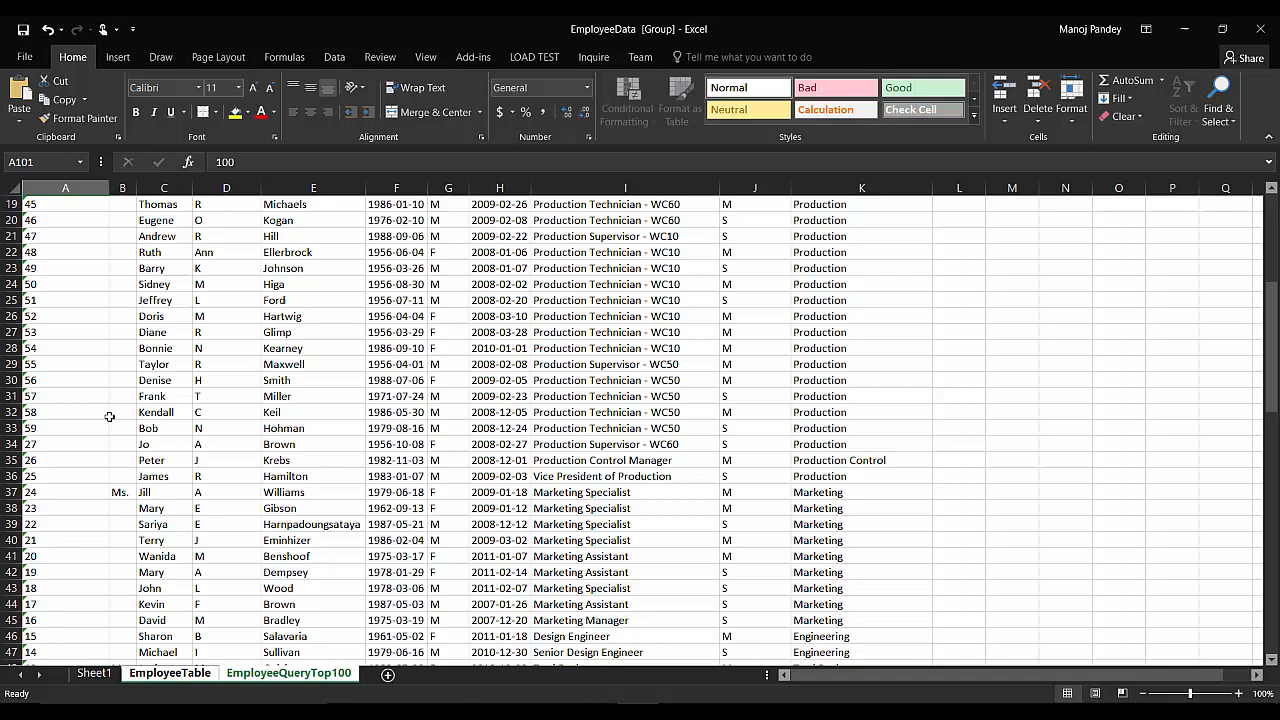 EmployeeData [Group] - Excel
Manoj Pandey
File Home Insert Draw Page Layout Formulas Data Review View Add-ins LOAD TEST Inquire Team Tell me what you want to do Share
Paste
Cut
Copy
Format Painter
Clipboard
Calibri 11
B I U
Font
Wrap Text
Merge & Center
Alignment
General
$ %
Number
Conditional Formatting
Format as Table
Normal Bad Good
Neutral Calculation Check Cell
Styles
Insert Delete Format
Cells
AutoSum
Fill
Clear
Sort & Filter
Find & Select
Editing
A101 fx 100
A B C D E F G H I J K L M N O P Q
19 45 Thomas R Michaels 1986-01-10 M 2009-02-26 Production Technician - WC60 M Production
20 46 Eugene O Kogan 1976-02-10 M 2009-02-08 Production Technician - WC60 S Production
21 47 Andrew R Hill 1988-09-06 M 2009-02-22 Production Supervisor - WC10 S Production
22 48 Ruth Ann Ellerbrock 1956-06-04 F 2008-01-06 Production Technician - WC10 M Production
23 49 Barry K Johnson 1956-03-26 M 2008-01-07 Production Technician - WC10 S Production
24 50 Sidney M Higa 1956-08-30 M 2008-02-02 Production Technician - WC10 M Production
25 51 Jeffrey L Ford 1956-07-11 M 2008-02-20 Production Technician - WC10 S Production
26 52 Doris M Hartwig 1956-04-04 F 2008-03-10 Production Technician - WC10 M Production
27 53 Diane R Glimp 1956-03-29 F 2008-03-28 Production Technician - WC10 M Production
28 54 Bonnie N Kearney 1986-09-10 F 2010-01-01 Production Technician - WC10 M Production
29 55 Taylor R Maxwell 1956-04-01 M 2008-02-08 Production Supervisor - WC50 S Production
30 56 Denise H Smith 1988-07-06 F 2009-02-05 Production Technician - WC50 M Production
31 57 Frank T Miller 1971-07-24 M 2009-02-23 Production Technician - WC50 S Production
32 58 Kendall C Keil 1986-05-30 M 2008-12-05 Production Technician - WC50 M Production
33 59 Bob N Hohman 1979-08-16 M 2008-12-24 Production Technician - WC50 S Production
34 27 Jo A Brown 1956-10-08 F 2008-02-27 Production Supervisor - WC60 S Production
35 26 Peter J Krebs 1982-11-03 M 2008-12-01 Production Control Manager M Production Control
36 25 James R Hamilton 1983-01-07 M 2009-02-03 Vice President of Production S Production
37 24 Ms. Jill A Williams 1979-06-18 F 2009-01-18 Marketing Specialist M Marketing
38 23 Mary E Gibson 1962-09-13 F 2009-01-12 Marketing Specialist M Marketing
39 22 Sariya E Harnpadoungsataya 1987-05-21 M 2008-12-12 Marketing Specialist S Marketing
40 21 Terry J Eminhizer 1986-02-04 M 2009-03-02 Marketing Specialist M Marketing
41 20 Wanida M Benshoof 1975-03-17 F 2011-01-07 Marketing Assistant M Marketing
42 19 Mary A Dempsey 1978-01-29 F 2011-02-14 Marketing Assistant S Marketing
43 18 John L Wood 1978-03-06 M 2011-02-07 Marketing Specialist S Marketing
44 17 Kevin F Brown 1987-05-03 M 2007-01-26 Marketing Assistant S Marketing
45 16 David M Bradley 1975-03-19 M 2007-12-20 Marketing Manager S Marketing
46 15 Sharon B Salavaria 1961-05-02 F 2011-01-18 Design Engineer M Engineering
47 14 Michael I Sullivan 1979-06-16 M 2010-12-30 Senior Design Engineer S Engineering
Sheet1 EmployeeTable EmployeeQueryTop100
Ready 100%